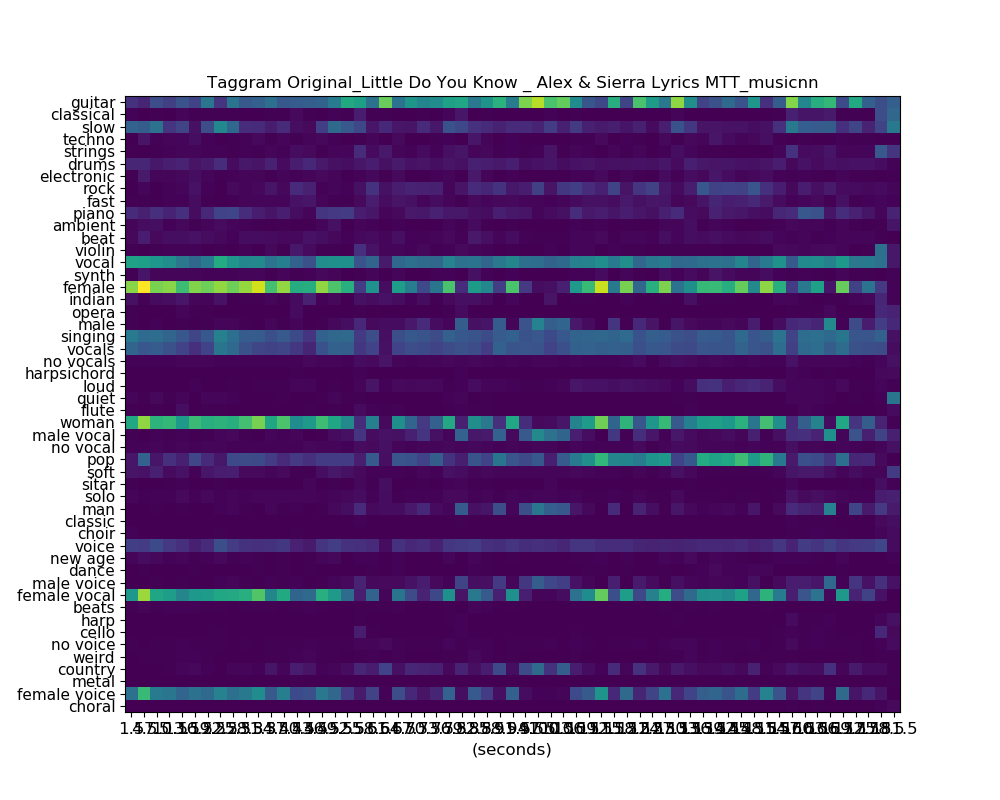 Taggram Original_Little Do You Know _ Alex & Sierra Lyrics MTT_musicnn
guitar
classical
slow
techno
strings
drums
electronic
rock
fast
piano
ambient
beat
violin
vocal
synth
female
indian
opera
male
singing
vocals
no vocals
harpsichord
loud
quiet
flute
woman
male vocal
no vocal
pop
soft
sitar
solo
man
classic
choir
voice
new age
dance
male voice
female vocal
beats
harp
cello
no voice
weird
country
metal
female voice
choral
(seconds)